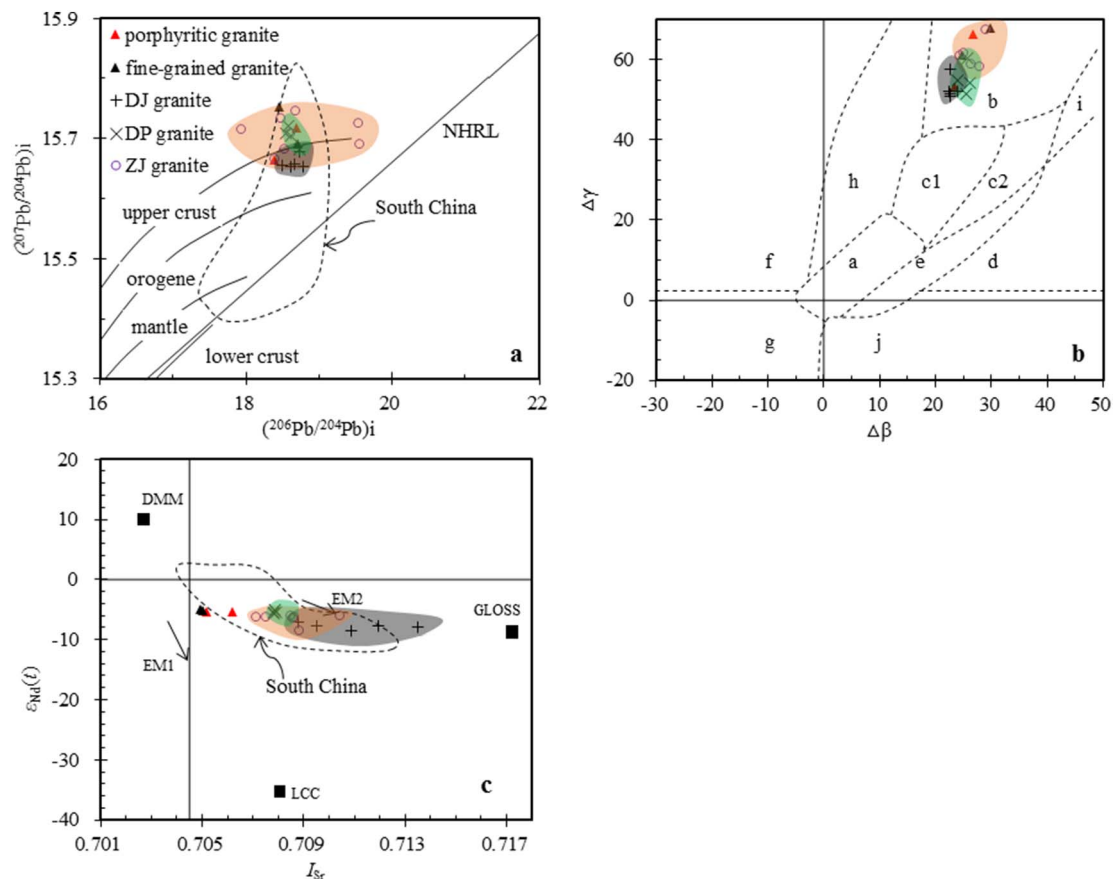 15.9
15.7
15.5
15.3
(²⁰⁷Pb/²⁰⁴Pb)i
porphyritic granite
fine-grained granite
DJ granite
DP granite
ZJ granite
NHRL
upper crust
South China
orogene
mantle
lower crust
a
16 18 20 22
(²⁰⁶Pb/²⁰⁴Pb)i
60
40
20
0
-20
Δγ
b
i
h
c1
c2
f
a
e
d
g
j
b
-30 -20 -10 0 10 20 30 40 50
Δβ
20
10
0
-10
-20
-30
-40
εNd(t)
DMM
EM2
GLOSS
EM1
South China
LCC
c
0.701 0.705 0.709 0.713 0.717
ISr